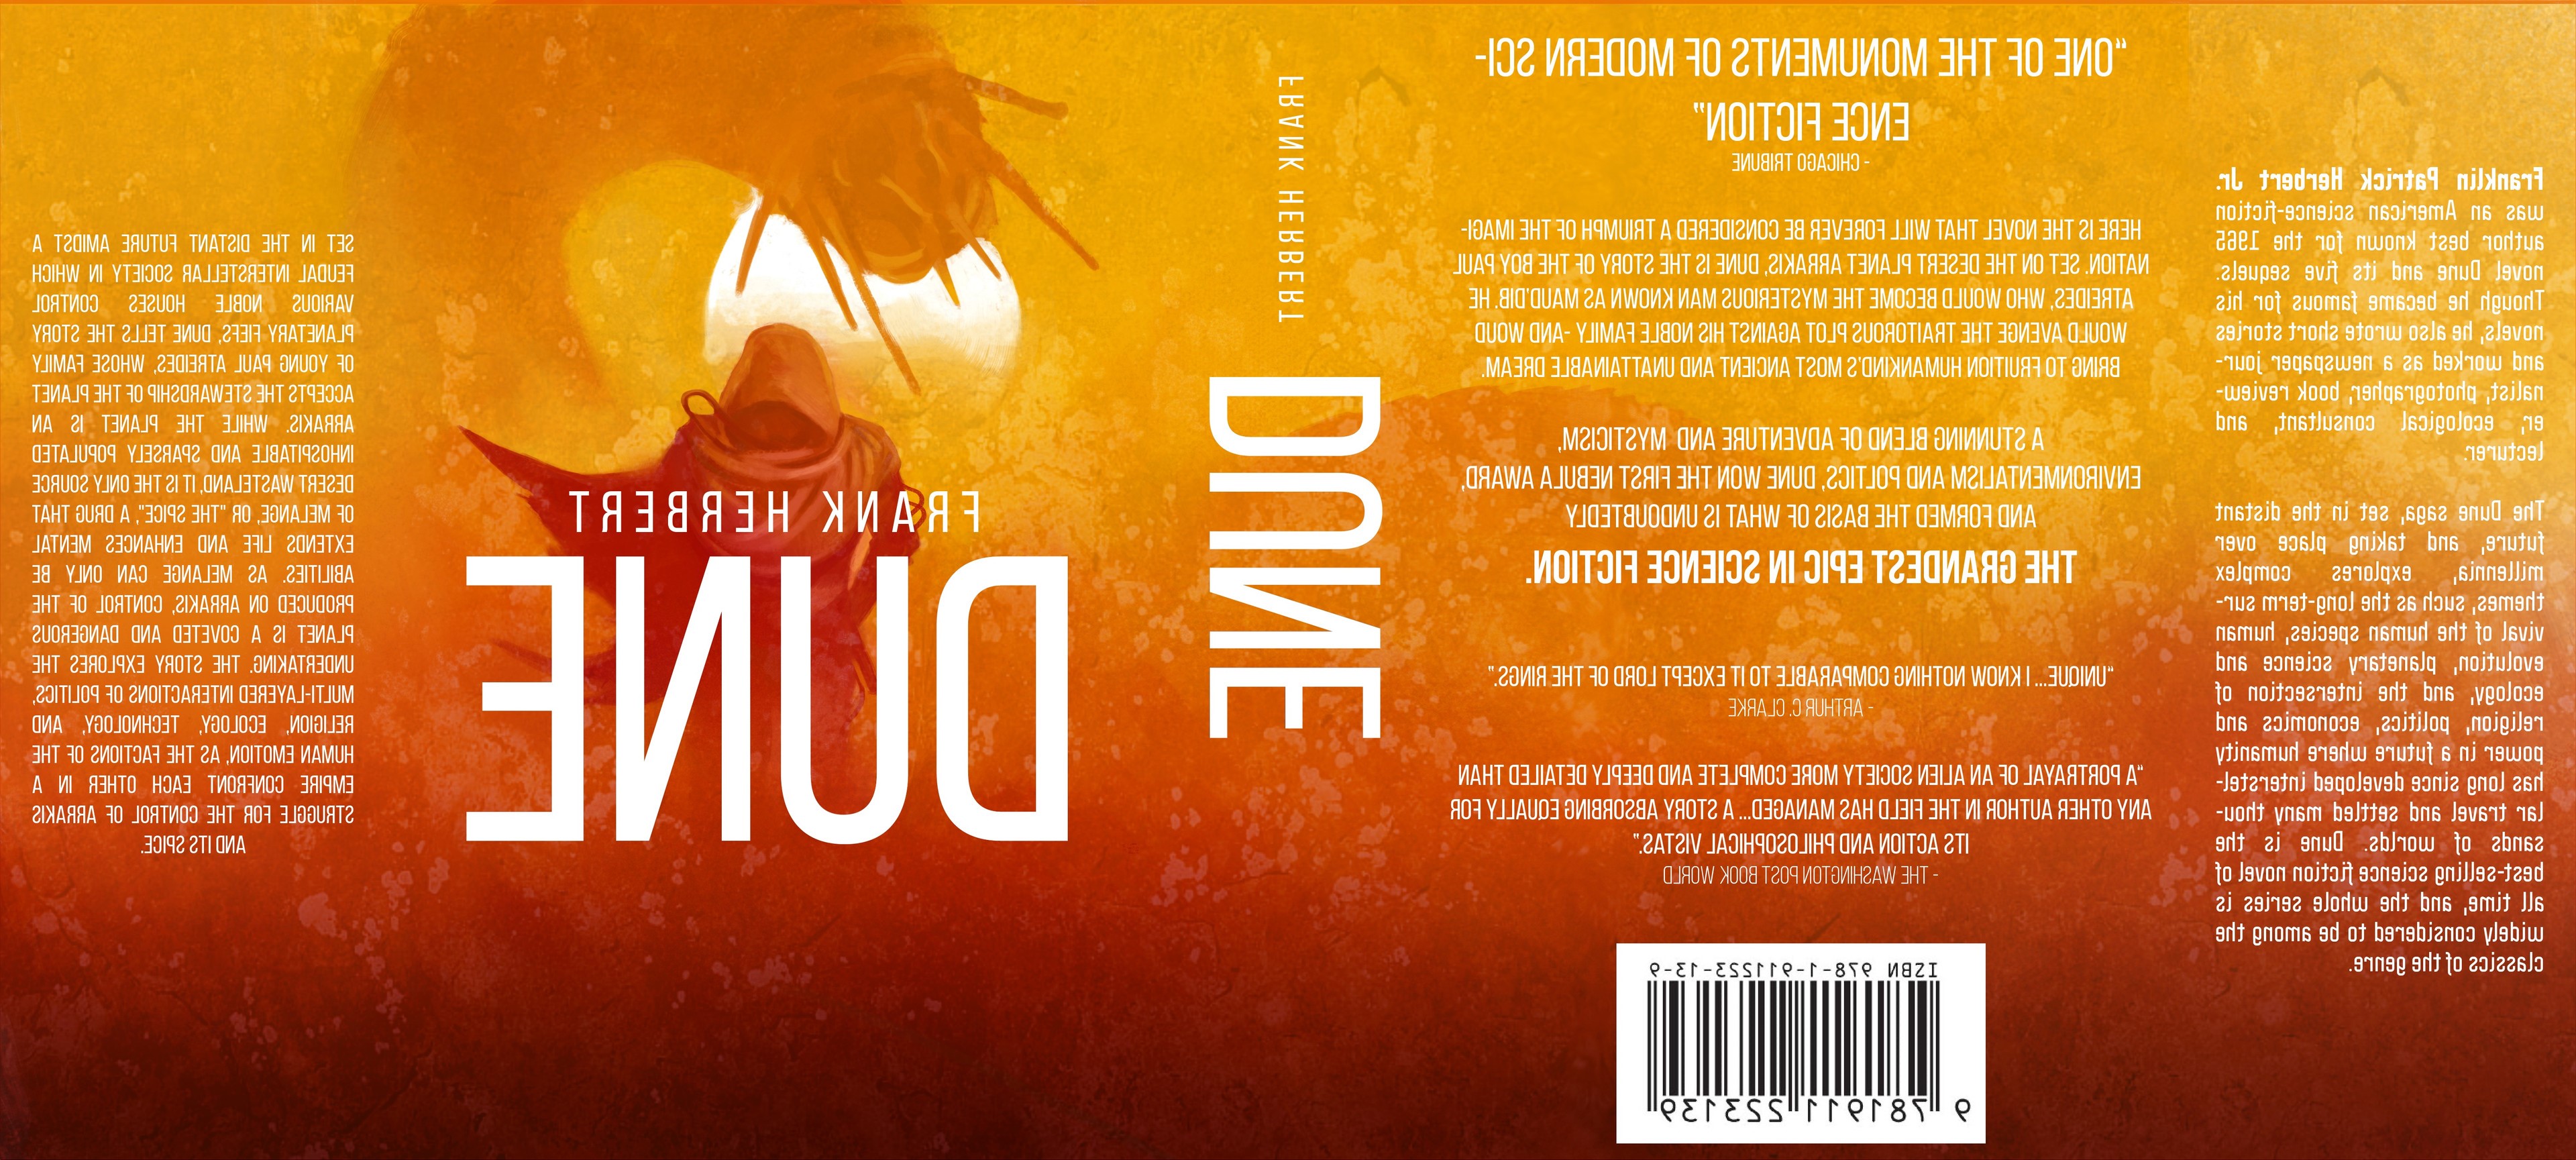 SET IN THE DISTANT FUTURE AMIDST A
FEUDAL INTERSTELLAR SOCIETY IN WHICH
VARIOUS NOBLE HOUSES CONTROL
PLANETARY FIEFS, DUNE TELLS THE STORY
OF YOUNG PAUL ATREIDES, WHOSE FAMILY
ACCEPTS THE STEWARDSHIP OF THE PLANET
ARRAKIS. WHILE THE PLANET IS AN
INHOSPITABLE AND SPARSELY POPULATED
DESERT WASTELAND, IT IS THE ONLY SOURCE
OF MELANGE, OR "THE SPICE", A DRUG THAT
EXTENDS LIFE AND ENHANCES MENTAL
ABILITIES. AS MELANGE CAN ONLY BE
PRODUCED ON ARRAKIS, CONTROL OF THE
PLANET IS A COVETED AND DANGEROUS
UNDERTAKING. THE STORY EXPLORES THE
MULTI-LAYERED INTERACTIONS OF POLITICS,
RELIGION, ECOLOGY, TECHNOLOGY, AND
HUMAN EMOTION, AS THE FACTIONS OF THE
EMPIRE CONFRONT EACH OTHER IN A
STRUGGLE FOR THE CONTROL OF ARRAKIS
AND ITS SPICE.
FRANK HERBERT
DUNE
FRANK HERBERT
DUNE
“ONE OF THE MONUMENTS OF MODERN SCI-
ENCE FICTION”
- CHICAGO TRIBUNE
HERE IS THE NOVEL THAT WILL FOREVER BE CONSIDERED A TRIUMPH OF THE IMAGI-
NATION. SET ON THE DESERT PLANET ARRAKIS, DUNE IS THE STORY OF THE BOY PAUL
ATREIDES, WHO WOULD BECOME THE MYSTERIOUS MAN KNOWN AS MAUD'DIB. HE
WOULD AVENGE THE TRAITOROUS PLOT AGAINST HIS NOBLE FAMILY -AND WOUD
BRING TO FRUITION HUMANKIND'S MOST ANCIENT AND UNATTAINABLE DREAM.
A STUNNING BLEND OF ADVENTURE AND MYSTICISM,
ENVIRONMENTALISM AND POLITICS, DUNE WON THE FIRST NEBULA AWARD,
AND FORMED THE BASIS OF WHAT IS UNDOUBTEDLY
THE GRANDEST EPIC IN SCIENCE FICTION.
“UNIQUE... I KNOW NOTHING COMPARABLE TO IT EXCEPT LORD OF THE RINGS.”
- ARTHUR C. CLARKE
“A PORTRAYAL OF AN ALIEN SOCIETY MORE COMPLETE AND DEEPLY DETAILED THAN
ANY OTHER AUTHOR IN THE FIELD HAS MANAGED... A STORY ABSORBING EQUALLY FOR
ITS ACTION AND PHILOSOPHICAL VISTAS.”
- THE WASHINGTON POST BOOK WORLD
ISBN 978-1-911223-13-9
9 781911 223139
Franklin Patrick Herbert Jr.
was an American science-fiction
author best known for the 1965
novel Dune and its five sequels.
Though he became famous for his
novels, he also wrote short stories
and worked as a newspaper jour-
nalist, photographer, book review-
er, ecological consultant, and
lecturer.
The Dune saga, set in the distant
future, and taking place over
millennia, explores complex
themes, such as the long-term sur-
vival of the human species, human
evolution, planetary science and
ecology, and the intersection of
religion, politics, economics and
power in a future where humanity
has long since developed interstel-
lar travel and settled many thou-
sands of worlds. Dune is the
best-selling science fiction novel of
all time, and the whole series is
widely considered to be among the
classics of the genre.